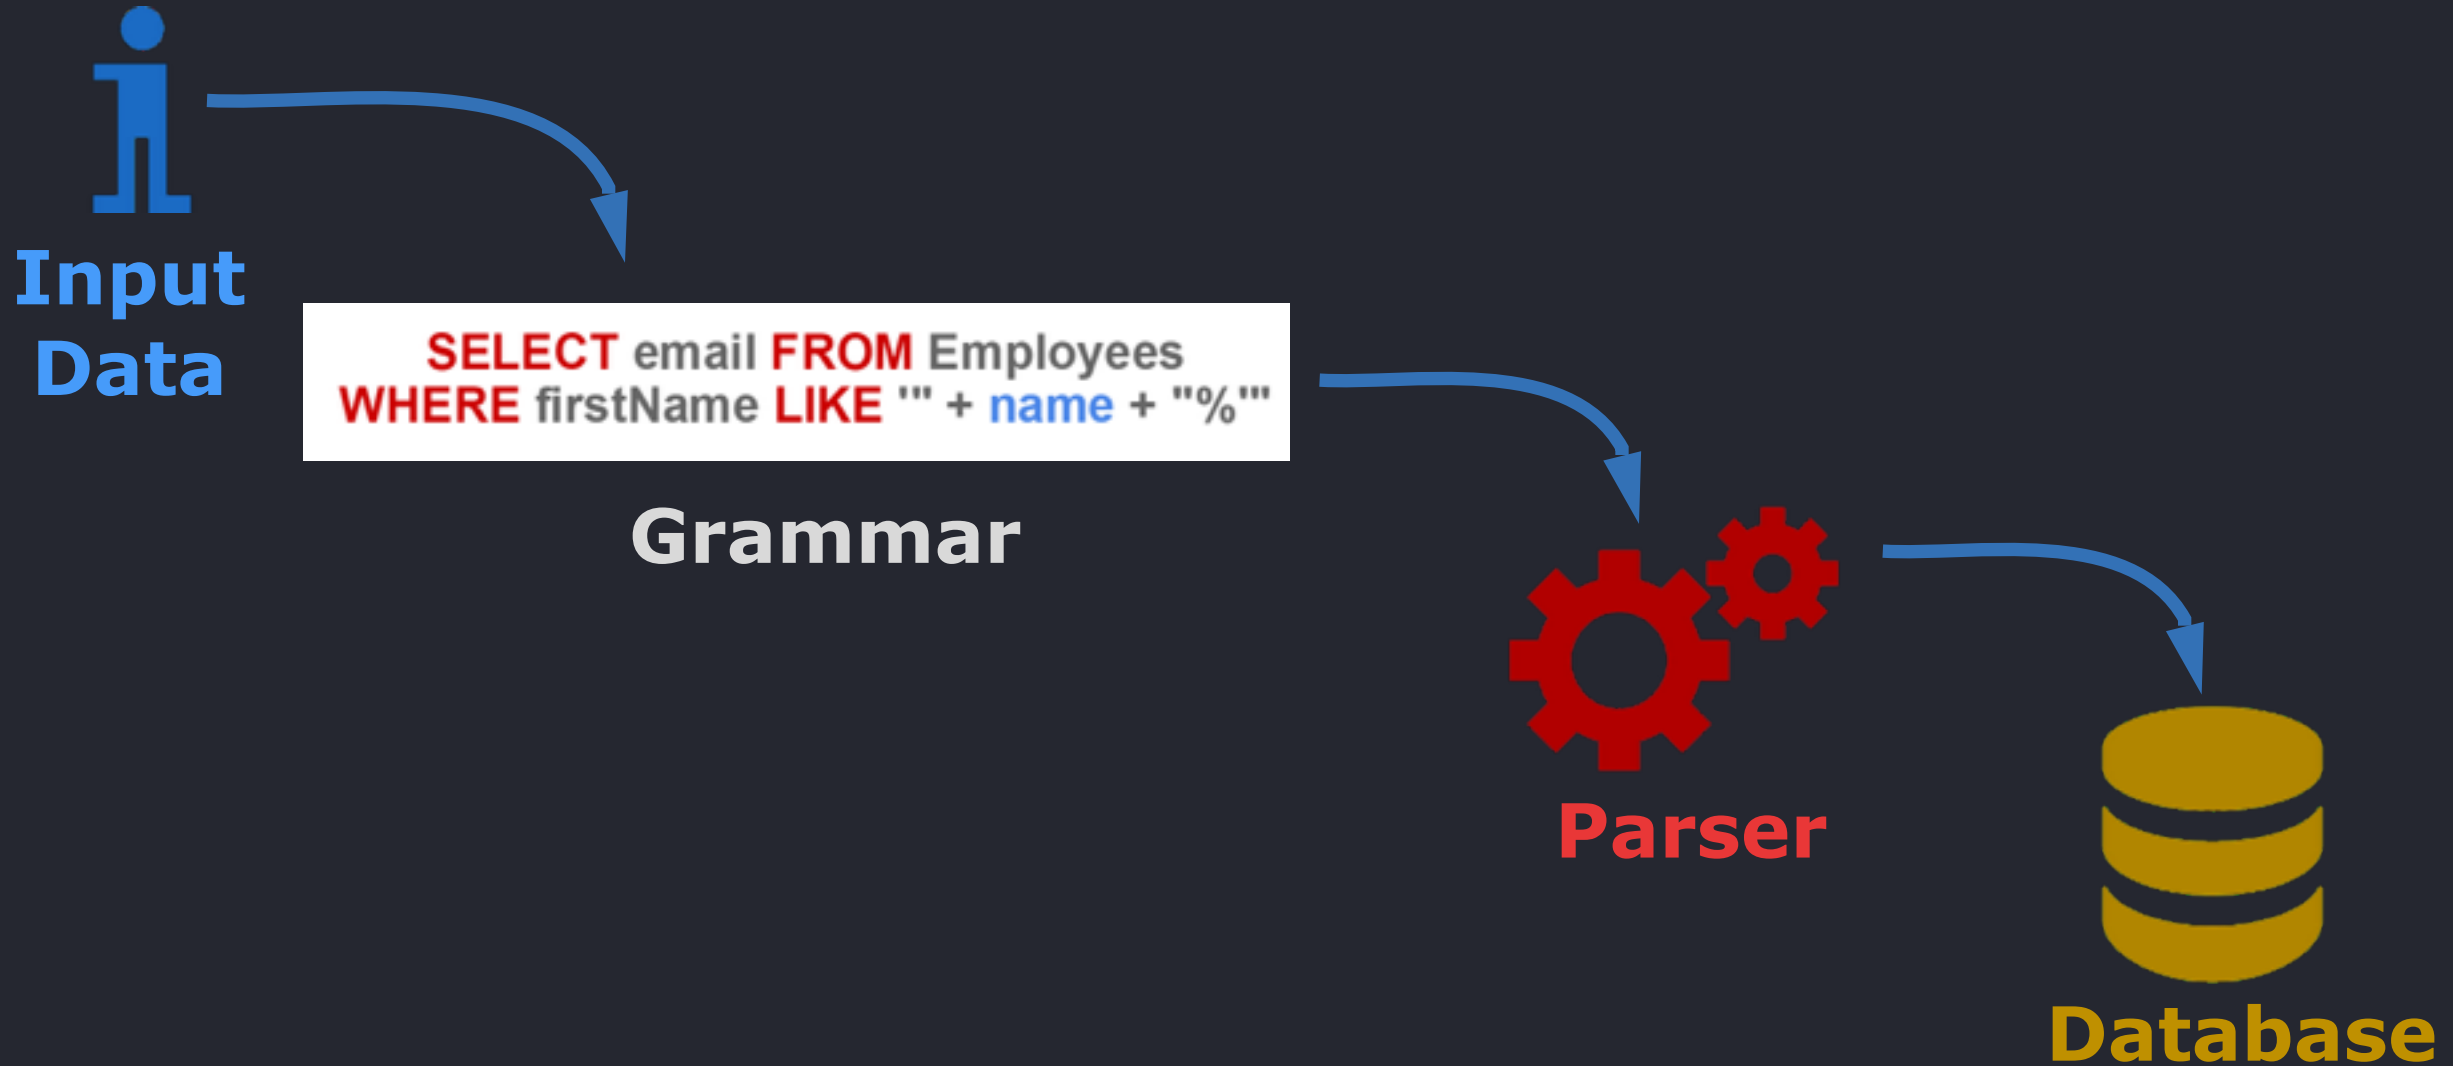 Input
Data
SELECT email FROM Employees
WHERE firstName LIKE '" + name + "%'"
Grammar
Parser
Database